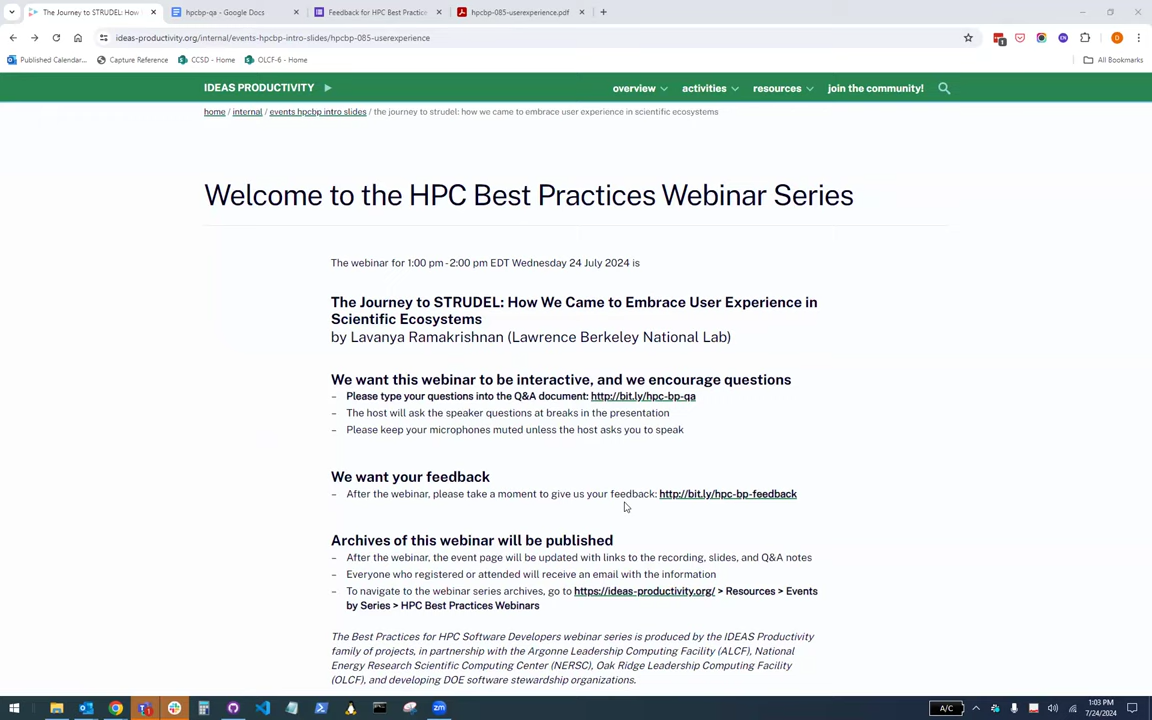 The Journey to STRUDEL: How
hpcbp-qa - Google Docs
Feedback for HPC Best Practice
hpcbp-085-userexperience.pdf
ideas-productivity.org/internal/events-hpcbp-intro-slides/hpcbp-085-userexperience
Published Calendar...
Capture Reference
CCSD - Home
OLCF-6 - Home
All Bookmarks
IDEAS PRODUCTIVITY
overview
activities
resources
join the community!
home / internal / events hpcbp intro slides / the journey to strudel: how we came to embrace user experience in scientific ecosystems
Welcome to the HPC Best Practices Webinar Series
The webinar for 1:00 pm - 2:00 pm EDT Wednesday 24 July 2024 is
The Journey to STRUDEL: How We Came to Embrace User Experience in
Scientific Ecosystems
by Lavanya Ramakrishnan (Lawrence Berkeley National Lab)
We want this webinar to be interactive, and we encourage questions
– Please type your questions into the Q&A document: http://bit.ly/hpc-bp-qa
– The host will ask the speaker questions at breaks in the presentation
– Please keep your microphones muted unless the host asks you to speak
We want your feedback
– After the webinar, please take a moment to give us your feedback: http://bit.ly/hpc-bp-feedback
Archives of this webinar will be published
– After the webinar, the event page will be updated with links to the recording, slides, and Q&A notes
– Everyone who registered or attended will receive an email with the information
– To navigate to the webinar series archives, go to https://ideas-productivity.org/ > Resources > Events
by Series > HPC Best Practices Webinars
The Best Practices for HPC Software Developers webinar series is produced by the IDEAS Productivity
family of projects, in partnership with the Argonne Leadership Computing Facility (ALCF), National
Energy Research Scientific Computing Center (NERSC), Oak Ridge Leadership Computing Facility
(OLCF), and developing DOE software stewardship organizations.
A/C
1:03 PM
7/24/2024